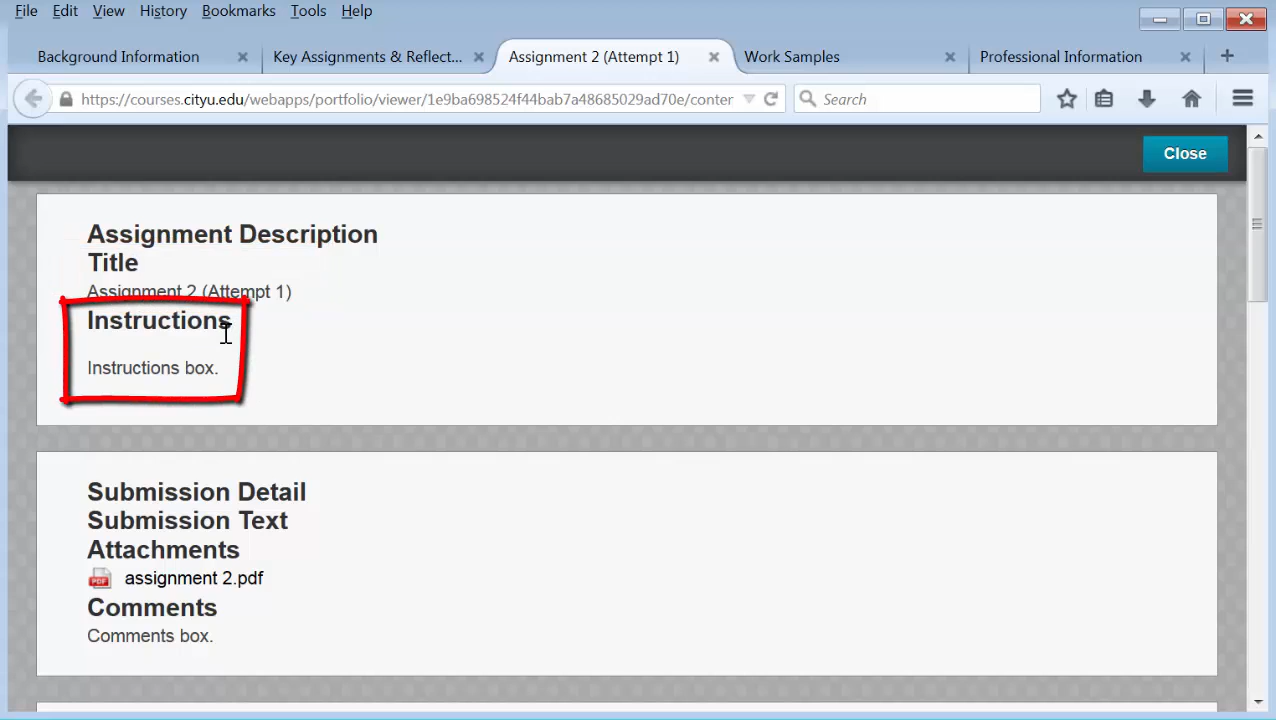 File Edit View History Bookmarks Tools Help
Background Information Key Assignments & Reflect... Assignment 2 (Attempt 1) Work Samples Professional Information
https://courses.cityu.edu/webapps/portfolio/viewer/1e9ba698524f44bab7a48685029ad70e/conter Search
Close
Assignment Description
Title
Assignment 2 (Attempt 1)
Instructions
Instructions box.
Submission Detail
Submission Text
Attachments
PDF assignment 2.pdf
Comments
Comments box.